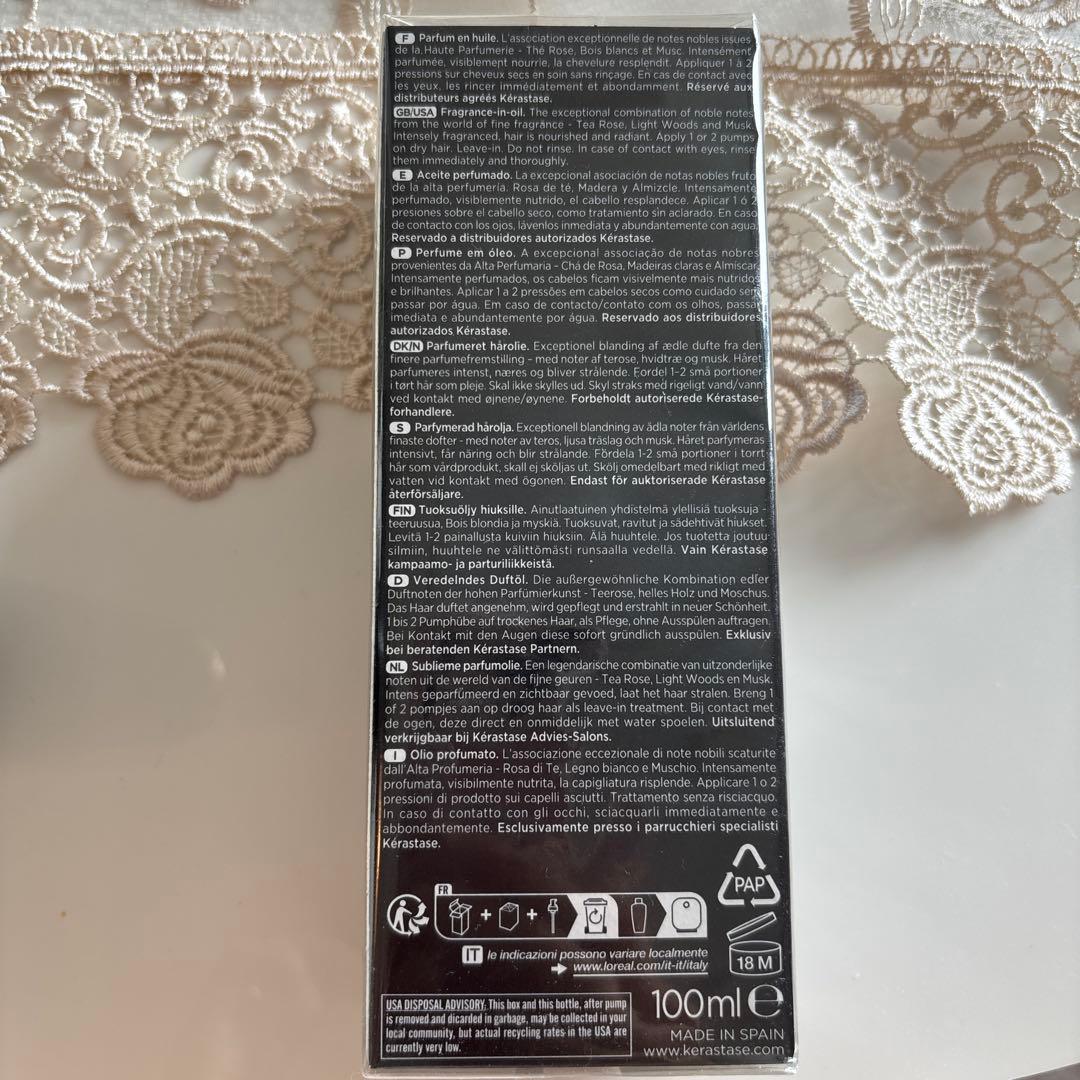 F Parfum en huile. L'association exceptionnelle de notes nobles issues
de la Haute Parfumerie - Thé Rose, Bois blancs et Musc. Intensément
parfumée, visiblement nourrie, la chevelure resplendit. Appliquer 1 à 2
pressions sur cheveux secs en soin sans rinçage. En cas de contact avec
les yeux, les rincer immédiatement et abondamment. Réservé aux
distributeurs agréés Kérastase.
GB/USA Fragrance-in-oil. The exceptional combination of noble notes
from the world of fine fragrance - Tea Rose, Light Woods and Musk.
Intensely fragranced, hair is nourished and radiant. Apply 1 or 2 pumps
on dry hair. Leave-in. Do not rinse. In case of contact with eyes, rinse
them immediately and thoroughly.
E Aceite perfumado. La excepcional asociación de notas nobles fruto
de la alta perfumería. Rosa de té, Madera y Almizcle. Intensamente
perfumado, visiblemente nutrido, el cabello resplandece. Aplicar 1 ó 2
presiones sobre el cabello seco, como tratamiento sin aclarado. En caso
de contacto con los ojos, lávenlos inmediata y abundantemente con agua.
Reservado a distribuidores autorizados Kérastase.
P Perfume em óleo. A excepcional associação de notas nobres
provenientes da Alta Perfumaria - Chá de Rosa, Madeiras claras e Almíscar.
Intensamente perfumados, os cabelos ficam visivelmente mais nutridos
e brilhantes. Aplicar 1 a 2 pressões em cabelos secos como cuidado sem
passar por água. Em caso de contacto/contato com os olhos, passar
imediata e abundantemente por água. Reservado aos distribuidores
autorizados Kérastase.
DK/N Parfumeret hårolie. Exceptionel blanding af ædle dufte fra den
finere parfumefremstilling - med noter af terose, hvidtræ og musk. Håret
parfumeres intenst, næres og bliver strålende. Fordel 1-2 små portioner
i tørt hår som pleje. Skal ikke skylles ud. Skyl straks med rigeligt vand/vann
ved kontakt med øjnene/øynene. Forbeholdt autoriserede Kérastase-
forhandlere.
S Parfymerad hårolja. Exceptionell blandning av ädla noter från världens
finaste dofter - med noter av teros, ljusa träslag och musk. Håret parfymeras
intensivt, får näring och blir strålande. Fördela 1-2 små portioner i torrt
hår som vårdprodukt, skall ej sköljas ut. Skölj omedelbart med rikligt med
vatten vid kontakt med ögonen. Endast för auktoriserade Kérastase
återförsäljare.
FIN Tuoksuöljy hiuksille. Ainutlaatuinen yhdistelmä ylellisiä tuoksuja -
teeruusua, Bois blondia ja myskiä. Tuoksuvat, ravitut ja sädehtivät hiukset.
Levitä 1-2 painallusta kuiviin hiuksiin. Älä huuhtele. Jos tuotetta joutuu
silmiin, huuhtele ne välittömästi runsaalla vedellä. Vain Kérastase
kampaamo- ja parturiliikkeistä.
D Veredelndes Duftöl. Die außergewöhnliche Kombination edler
Duftnoten der hohen Parfümierkunst - Teerose, helles Holz und Moschus.
Das Haar duftet angenehm, wird gepflegt und erstrahlt in neuer Schönheit.
1 bis 2 Pumphübe auf trockenes Haar, als Pflege, ohne Ausspülen auftragen.
Bei Kontakt mit den Augen diese sofort gründlich ausspülen. Exklusiv
bei beratenden Kérastase Partnern.
NL Sublieme parfumolie. Een legendarische combinatie van uitzonderlijke
noten uit de wereld van de fijne geuren - Tea Rose, Light Woods en Musk.
Intens geparfumeerd en zichtbaar gevoed, laat het haar stralen. Breng 1
of 2 pompjes aan op droog haar als leave-in treatment. Bij contact met
de ogen, deze direct en onmiddelijk met water spoelen. Uitsluitend
verkrijgbaar bij Kérastase Advies-Salons.
I Olio profumato. L'associazione eccezionale di note nobili scaturite
dall'Alta Profumeria - Rosa di Te, Legno bianco e Muschio. Intensamente
profumata, visibilmente nutrita, la capigliatura risplende. Applicare 1 o 2
pressioni di prodotto sui capelli asciutti. Trattamento senza risciacquo.
In caso di contatto con gli occhi, sciacquarli immediatamente e
abbondantemente. Esclusivamente presso i parrucchieri specialisti
Kérastase.
PAP
FR
18 M
IT le indicazioni possono variare localmente
www.loreal.com/it-it/italy
USA DISPOSAL ADVISORY: This box and this bottle, after pump
is removed and dicarded in garbage, may be collected in your
local community, but actual recycling rates in the USA are
currently very low.
100ml e
MADE IN SPAIN
www.kerastase.com